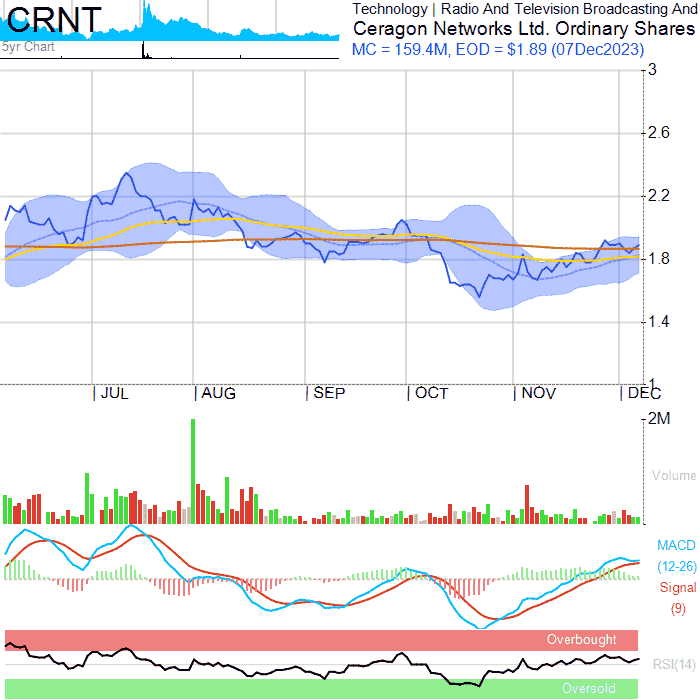 CRNT
5yr Chart
Technology | Radio And Television Broadcasting And
Ceragon Networks Ltd. Ordinary Shares
MC = 159.4M, EOD = $1.89 (07Dec2023)
3
2.6
2.2
1.8
1.4
1
JUL
AUG
SEP
OCT
NOV
DEC
2M
Volume
MACD
(12-26)
Signal
(9)
Overbought
RSI(14)
Oversold